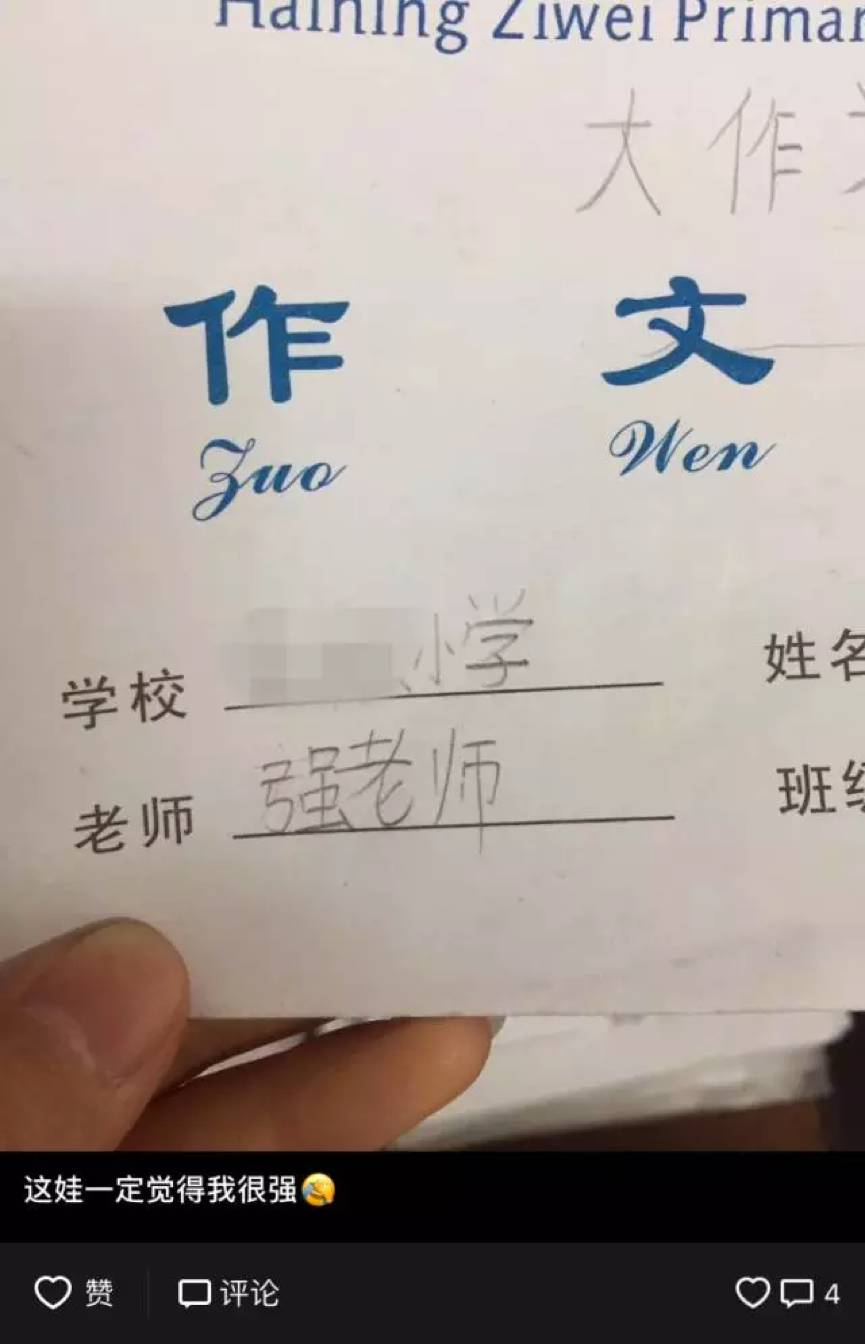 Haining Ziwei Primar
大作
作 文
Zuo Wen
学校 小学 姓名
老师 强老师 班级
这娃一定觉得我很强🤣
赞 评论 4